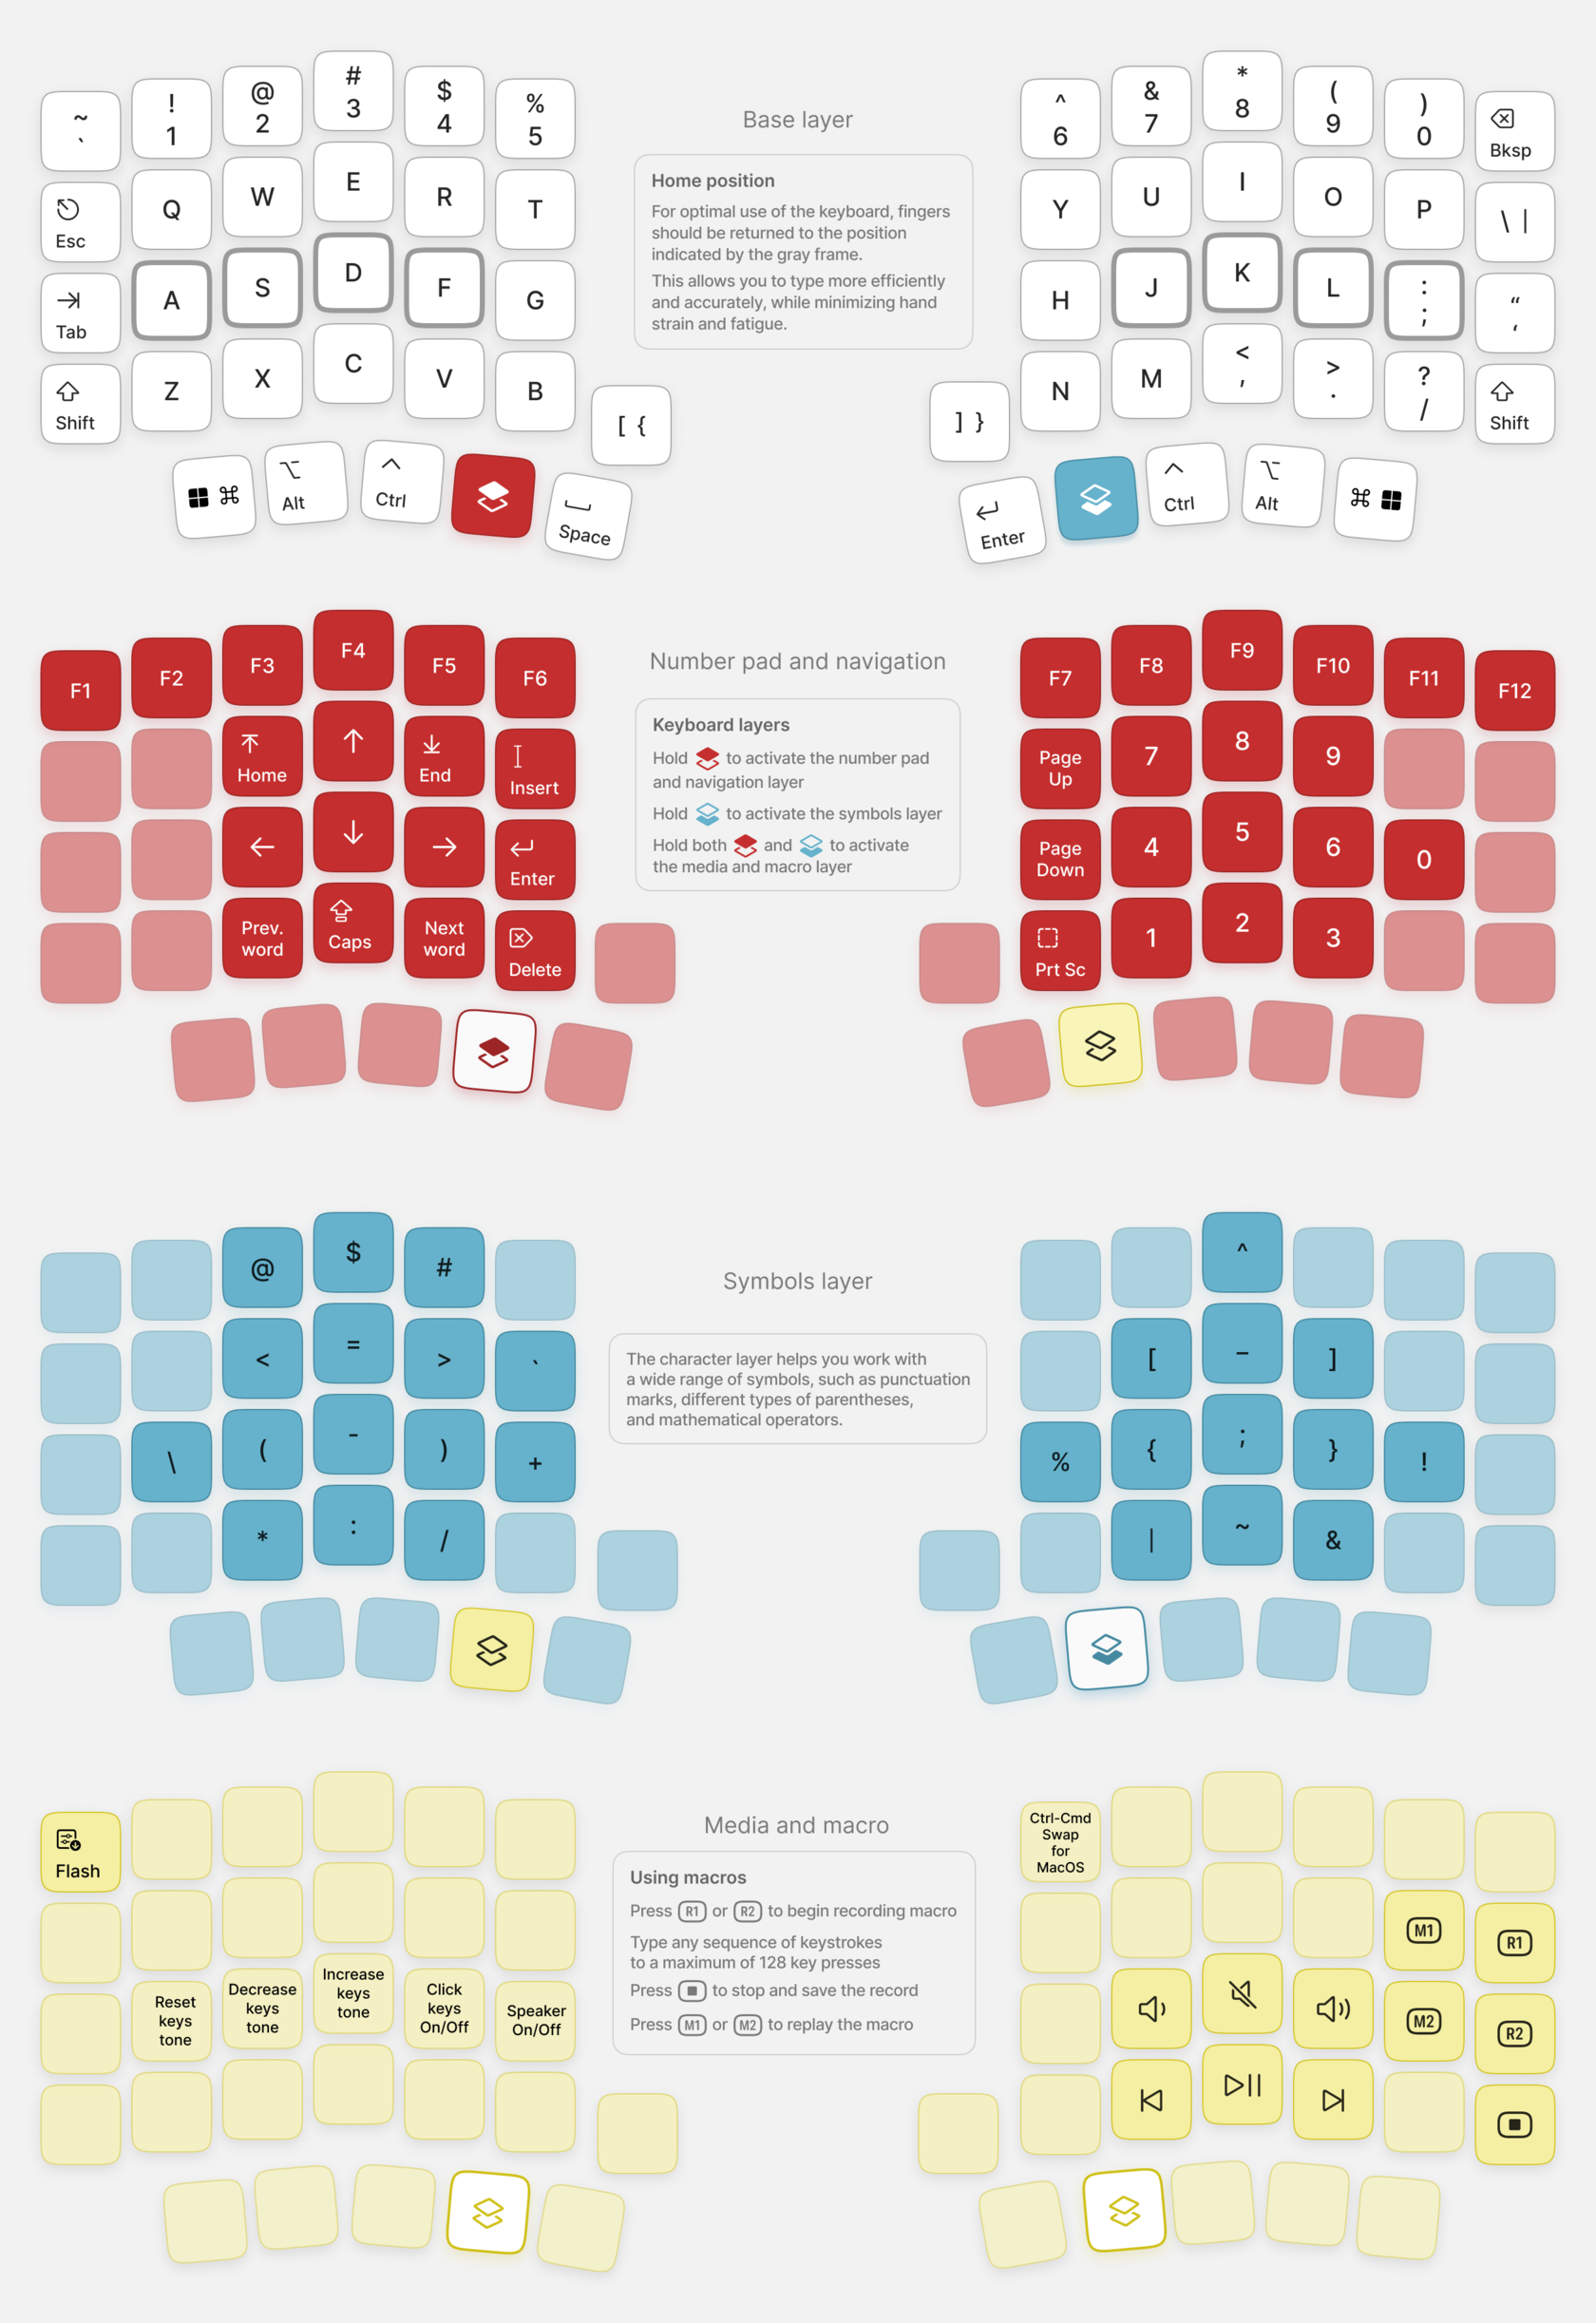 ~ ! @ # $ % ^ & * ( )
` 1 2 3 4 5 6 7 8 9 0 Bksp
Base layer
Esc Q W E R T Y U I O P \ |
Home position
For optimal use of the keyboard, fingers
should be returned to the position
indicated by the gray frame.
This allows you to type more efficiently
and accurately, while minimizing hand
strain and fatigue.
Tab A S D F G H J K L : ; “ ‘
Shift Z X C V B [ { ] } N M < , > . ? / Shift
⌘ Alt Ctrl Space Enter Ctrl Alt ⌘
F1 F2 F3 F4 F5 F6 F7 F8 F9 F10 F11 F12
Number pad and navigation
Keyboard layers
Hold to activate the number pad
and navigation layer
Hold to activate the symbols layer
Hold both and to activate
the media and macro layer
Home ↑ End Insert
← ↓ → Enter
Prev.
word
Caps
Next
word
Delete
Page
Up
7 8 9
Page
Down
4 5 6 0
Prt Sc 1 2 3
@ $ # ^
Symbols layer
The character layer helps you work with
a wide range of symbols, such as punctuation
marks, different types of parentheses,
and mathematical operators.
< = > ` [ _ ]
\ ( - ) + % { ; } !
* : / | ~ &
Media and macro
Flash
Ctrl-Cmd
Swap
for
MacOS
Using macros
Press R1 or R2 to begin recording macro
Type any sequence of keystrokes
to a maximum of 128 key presses
Press to stop and save the record
Press M1 or M2 to replay the macro
Reset
keys
tone
Decrease
keys
tone
Increase
keys
tone
Click
keys
On/Off
Speaker
On/Off
M1 R1
M2 R2